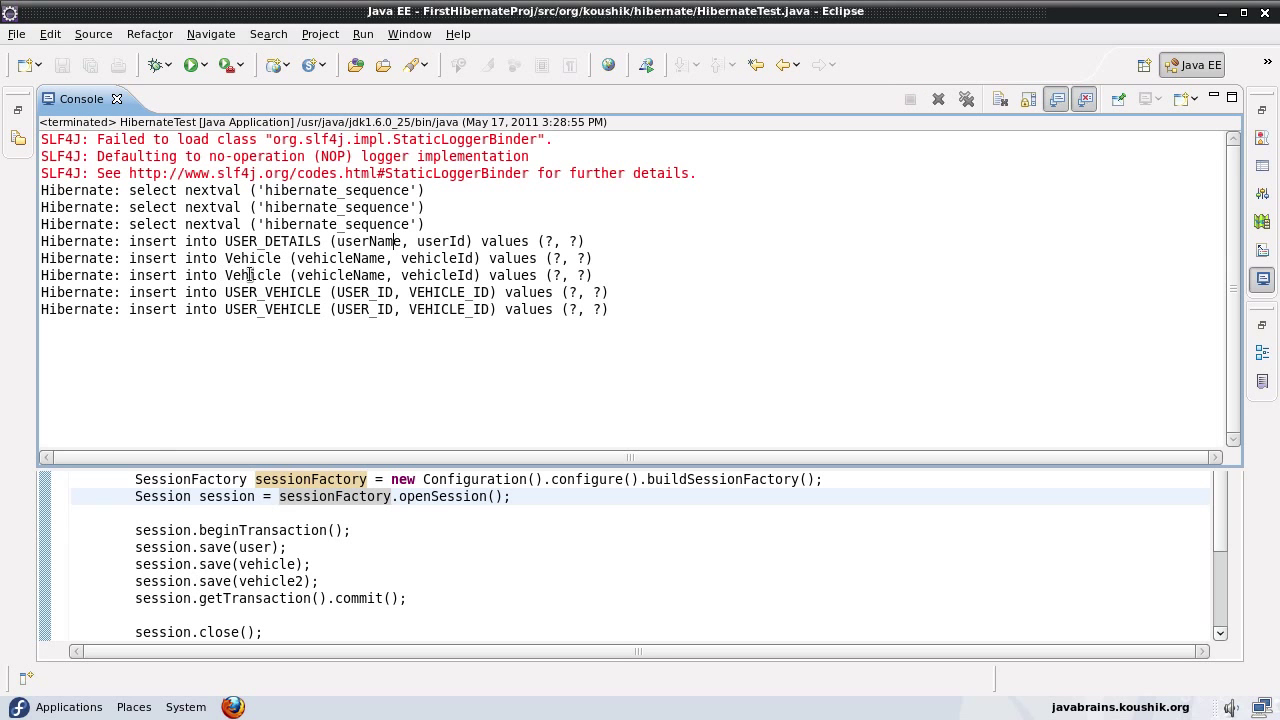 Java EE - FirstHibernateProj/src/org/koushik/hibernate/HibernateTest.java - Eclipse
File Edit Source Refactor Navigate Search Project Run Window Help
Java EE
Console
<terminated> HibernateTest [Java Application] /usr/java/jdk1.6.0_25/bin/java (May 17, 2011 3:28:55 PM)
SLF4J: Failed to load class "org.slf4j.impl.StaticLoggerBinder".
SLF4J: Defaulting to no-operation (NOP) logger implementation
SLF4J: See http://www.slf4j.org/codes.html#StaticLoggerBinder for further details.
Hibernate: select nextval ('hibernate_sequence')
Hibernate: select nextval ('hibernate_sequence')
Hibernate: select nextval ('hibernate_sequence')
Hibernate: insert into USER_DETAILS (userName, userId) values (?, ?)
Hibernate: insert into Vehicle (vehicleName, vehicleId) values (?, ?)
Hibernate: insert into Vehicle (vehicleName, vehicleId) values (?, ?)
Hibernate: insert into USER_VEHICLE (USER_ID, VEHICLE_ID) values (?, ?)
Hibernate: insert into USER_VEHICLE (USER_ID, VEHICLE_ID) values (?, ?)
SessionFactory sessionFactory = new Configuration().configure().buildSessionFactory();
Session session = sessionFactory.openSession();
session.beginTransaction();
session.save(user);
session.save(vehicle);
session.save(vehicle2);
session.getTransaction().commit();
session.close();
Applications Places System
javabrains.koushik.org